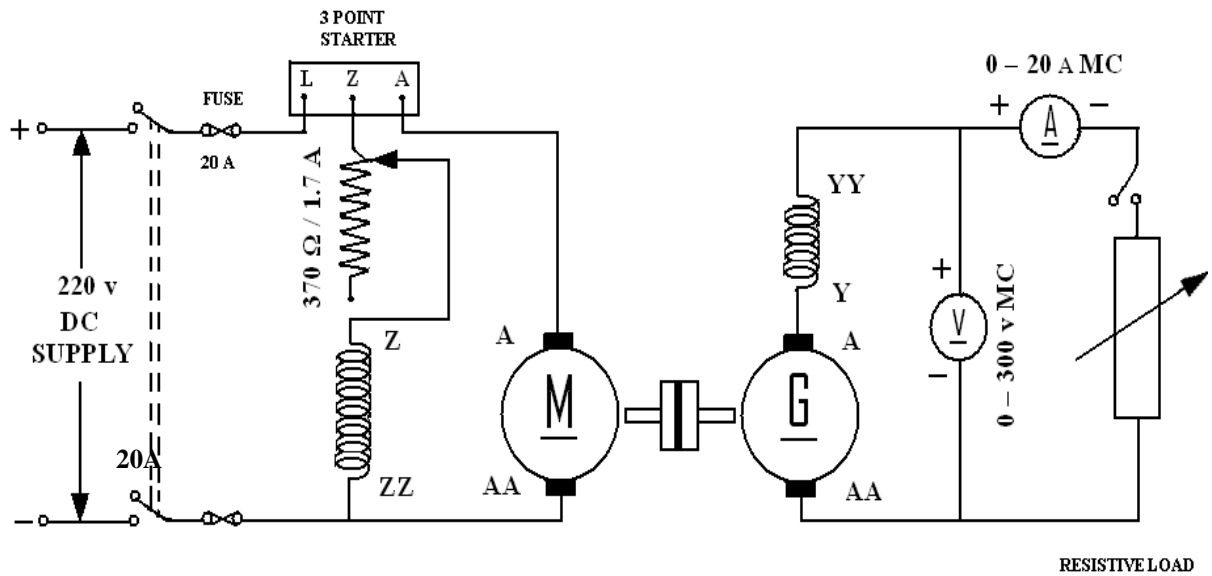 3 POINT
STARTER
L Z A
FUSE
20 A
+
370 Ω / 1.7 A
220 v
DC
SUPPLY
Z
ZZ
20A
−
A
M
AA
0 – 20 A MC
+ A −
YY
Y
A
G
AA
+
V
−
0 – 300 v MC
RESISTIVE LOAD